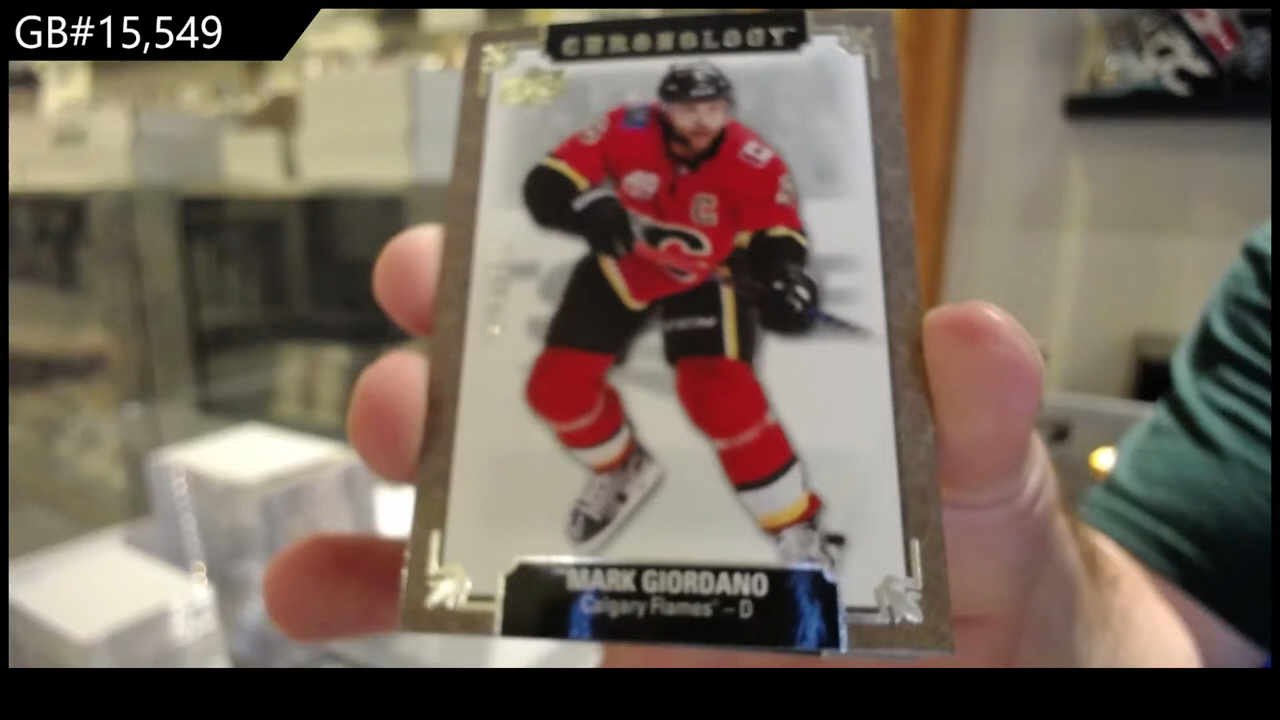 GB#15,549
CHRONOLOGY
C
MARK GIORDANO
Calgary Flames - D